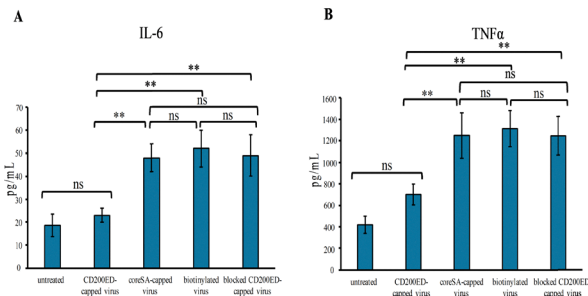 A
IL-6
**
**
ns
**
ns
ns
ns
pg/mL
70
60
50
40
30
20
10
0
untreated
CD200ED-
capped virus
coreSA-capped
virus
biotinylated
virus
blocked CD200ED-
capped virus
B
TNFα
**
**
ns
**
ns
ns
ns
pg/mL
1600
1400
1200
1000
800
600
400
200
0
untreated
CD200ED-
capped virus
coreSA-capped
virus
biotinylated
virus
blocked CD200ED-
capped virus